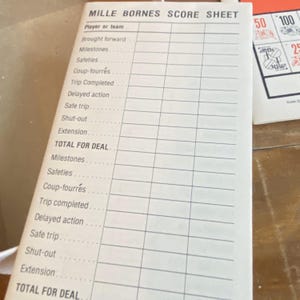 MILLE BORNES SCORE SHEET
Player or team
Brought forward
Milestones
Safeties
Coup-fourrés
Trip Completed
Delayed action
Safe trip
Shut-out
Extension
TOTAL FOR DEAL
Milestones
Safeties
Coup-fourrés
Trip completed
Delayed action
Safe trip
Shut-out
Extension
TOTAL FOR DEAL
50
100